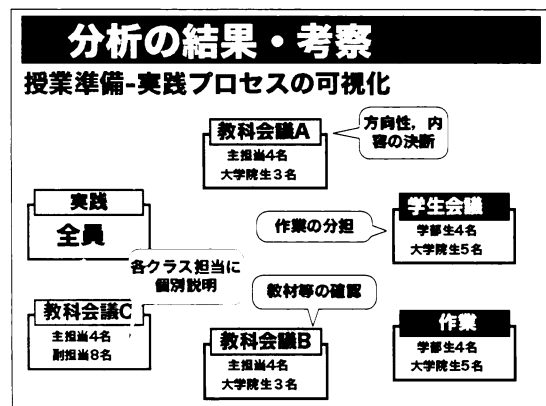 分析の結果・考察
授業準備-実践プロセスの可視化
教科会議A
主担当4名
大学院生3名
方向性，内
容の決断
学生会議
学部生4名
大学院生5名
作業の分担
実践
全員
各クラス担当に
個別説明
教材等の確認
教科会議C
主担当4名
副担当8名
教科会議B
主担当4名
大学院生3名
作業
学部生4名
大学院生5名